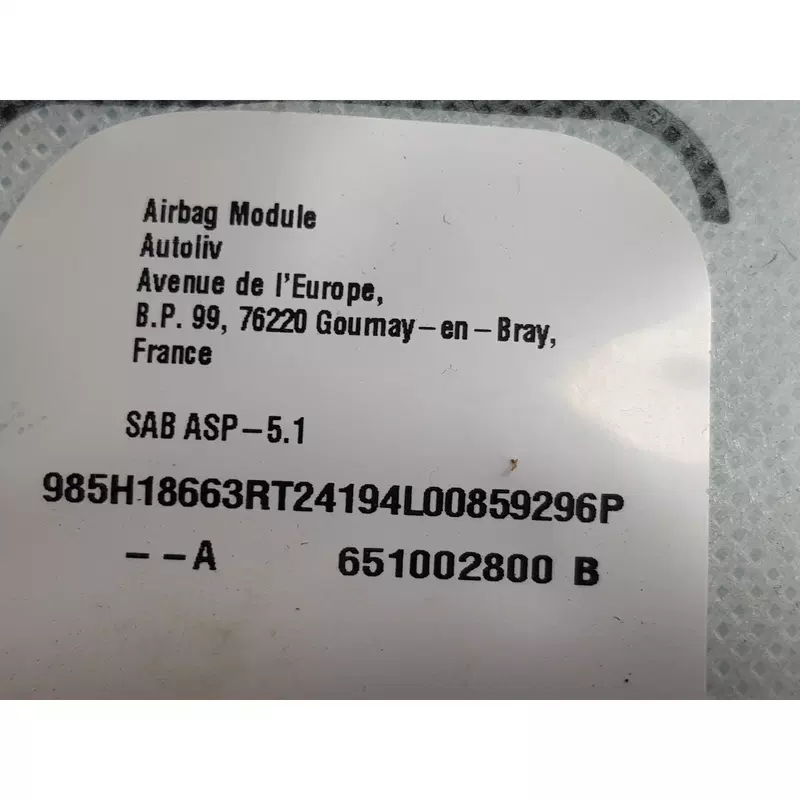 Airbag Module
Autoliv
Avenue de l'Europe,
B.P. 99, 76220 Gournay-en-Bray,
France
SAB ASP-5.1
985H18663RT24194L00859296P
--A 651002800 B